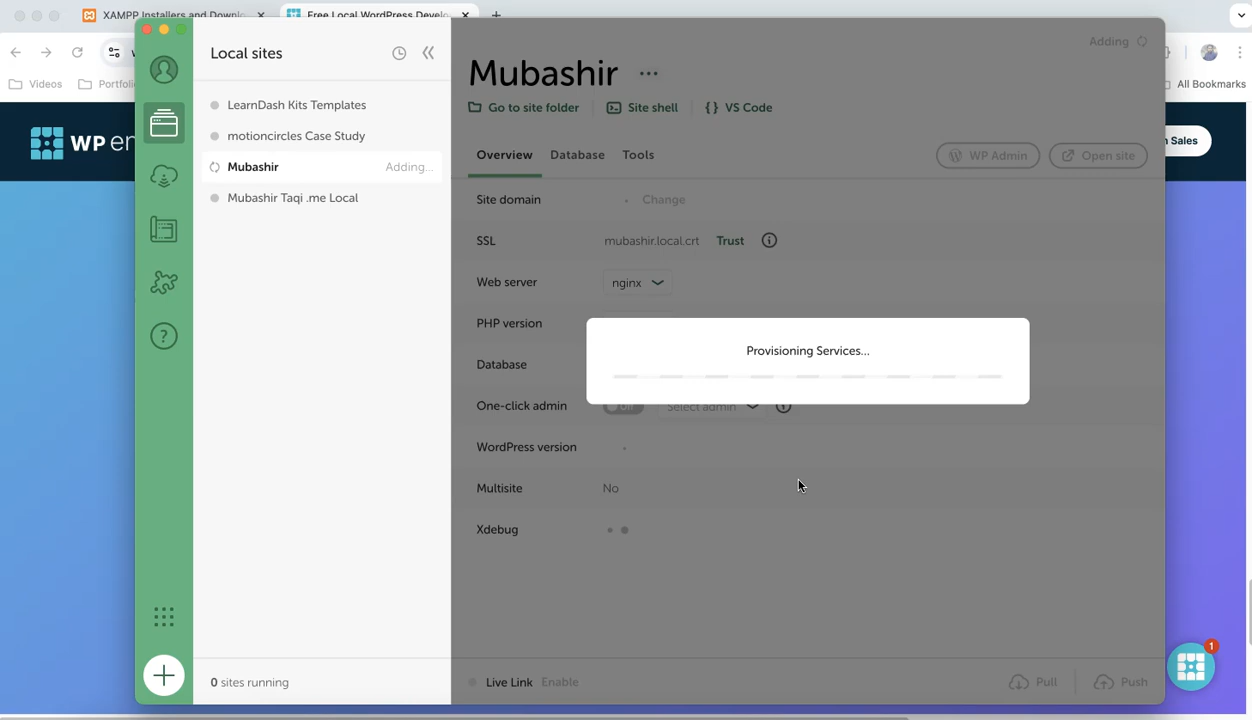 XAMPP Installers and Downl
Free Local WordPress Develo
Videos
Portfoli
All Bookmarks
WP en
n Sales
Local sites
LearnDash Kits Templates
motioncircles Case Study
Mubashir
Adding...
Mubashir Taqi .me Local
0 sites running
Adding
Mubashir
Go to site folder
Site shell
VS Code
Overview
Database
Tools
WP Admin
Open site
Site domain
Change
SSL
mubashir.local.crt
Trust
Web server
nginx
PHP version
Provisioning Services...
Database
One-click admin
Off
Select admin
WordPress version
Multisite
No
Xdebug
Live Link
Enable
Pull
Push
1